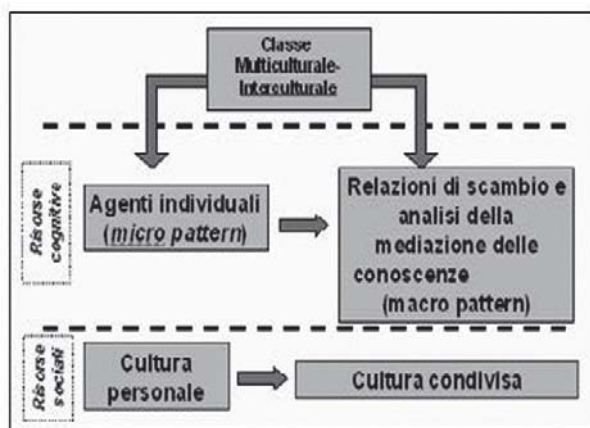 Classe
Multiculturale-
Interculturale
Risorse
cognitive
Agenti individuali
(micro pattern)
Relazioni di scambio e
analisi della
mediazione delle
conoscenze
(macro pattern)
Risorse
sociali
Cultura
personale
Cultura condivisa